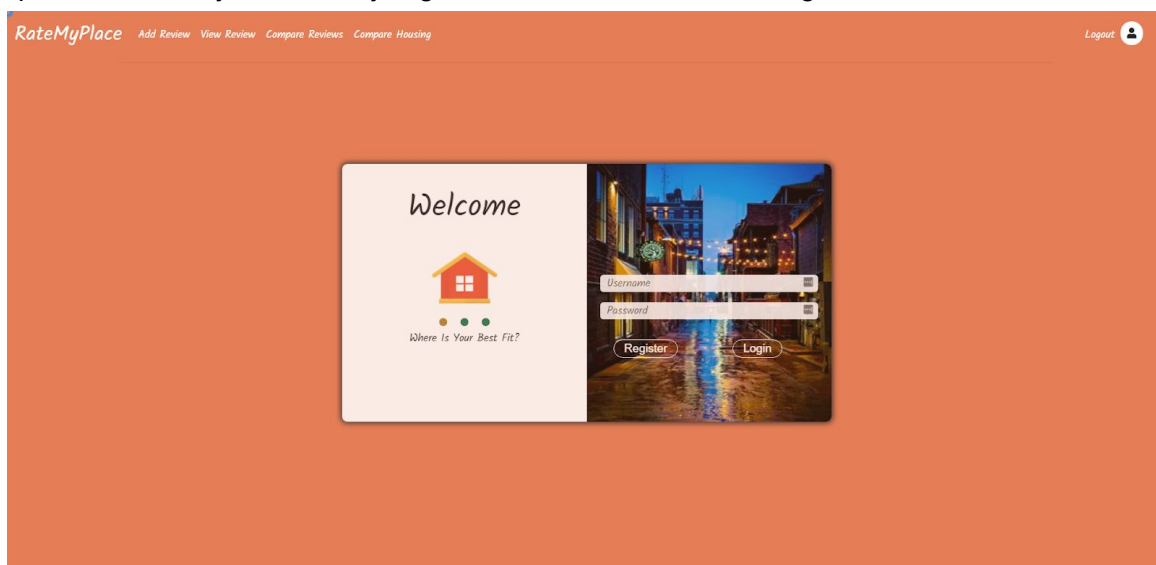 RateMyPlace Add Review View Review Compare Reviews Compare Housing Logout
Welcome
Where Is Your Best Fit?
Username
Password
Register Login